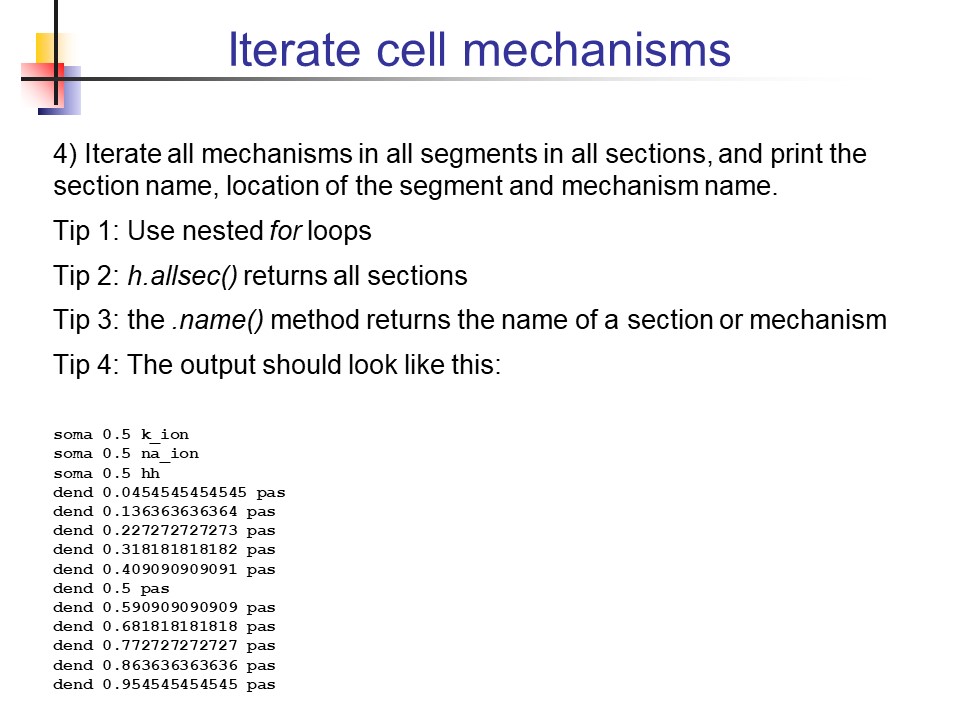 Iterate cell mechanisms
4) Iterate all mechanisms in all segments in all sections, and print the
section name, location of the segment and mechanism name.
Tip 1: Use nested for loops
Tip 2: h.allsec() returns all sections
Tip 3: the .name() method returns the name of a section or mechanism
Tip 4: The output should look like this:
soma 0.5 k_ion
soma 0.5 na_ion
soma 0.5 hh
dend 0.0454545454545 pas
dend 0.136363636364 pas
dend 0.227272727273 pas
dend 0.318181818182 pas
dend 0.409090909091 pas
dend 0.5 pas
dend 0.590909090909 pas
dend 0.681818181818 pas
dend 0.772727272727 pas
dend 0.863636363636 pas
dend 0.954545454545 pas